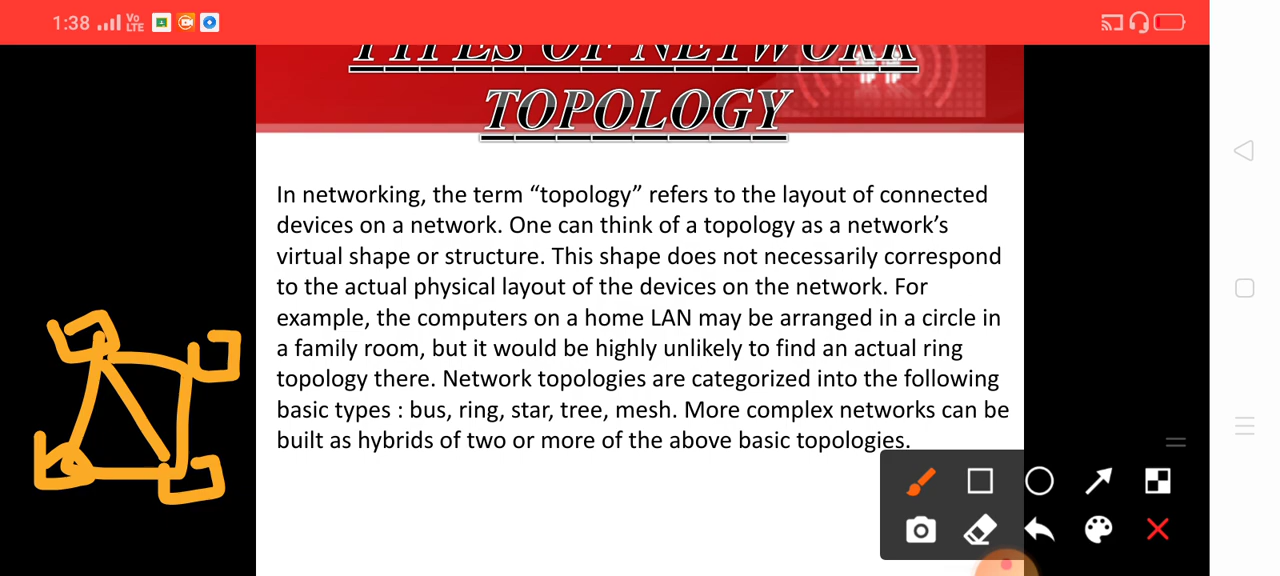 1:38 Vo LTE
TYPES OF NETWORK
TOPOLOGY
In networking, the term “topology” refers to the layout of connected
devices on a network. One can think of a topology as a network’s
virtual shape or structure. This shape does not necessarily correspond
to the actual physical layout of the devices on the network. For
example, the computers on a home LAN may be arranged in a circle in
a family room, but it would be highly unlikely to find an actual ring
topology there. Network topologies are categorized into the following
basic types : bus, ring, star, tree, mesh. More complex networks can be
built as hybrids of two or more of the above basic topologies.